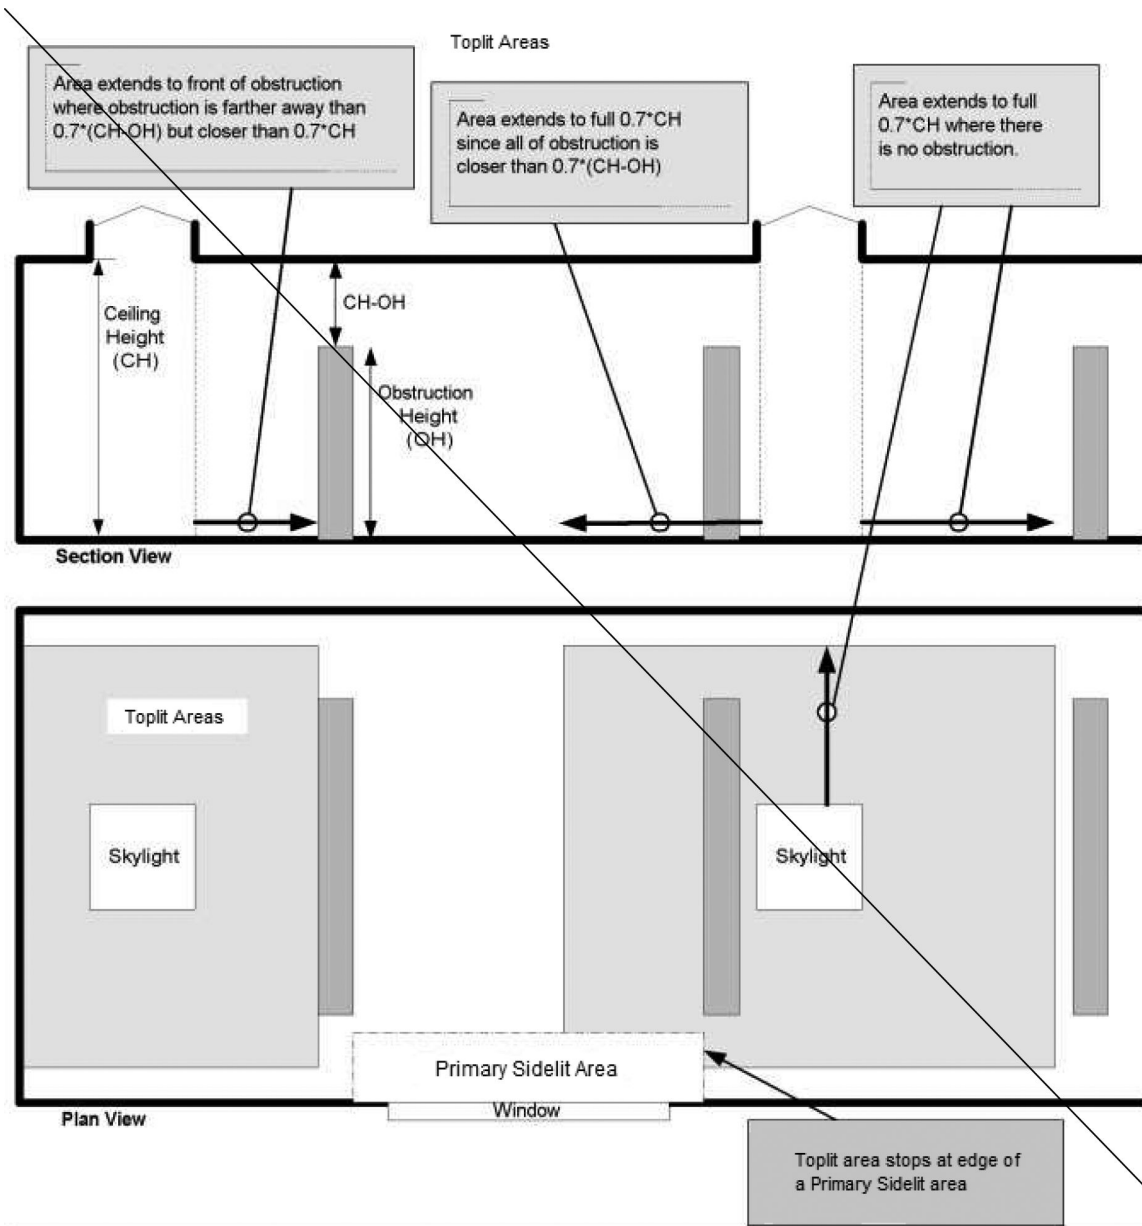 Toplit Areas
Area extends to front of obstruction
where obstruction is farther away than
0.7*(CH-OH) but closer than 0.7*CH
Area extends to full 0.7*CH
since all of obstruction is
closer than 0.7*(CH-OH)
Area extends to full
0.7*CH where there
is no obstruction.
Ceiling
Height
(CH)
CH-OH
Obstruction
Height
(OH)
Section View
Toplit Areas
Skylight
Skylight
Primary Sidelit Area
Window
Plan View
Toplit area stops at edge of
a Primary Sidelit area